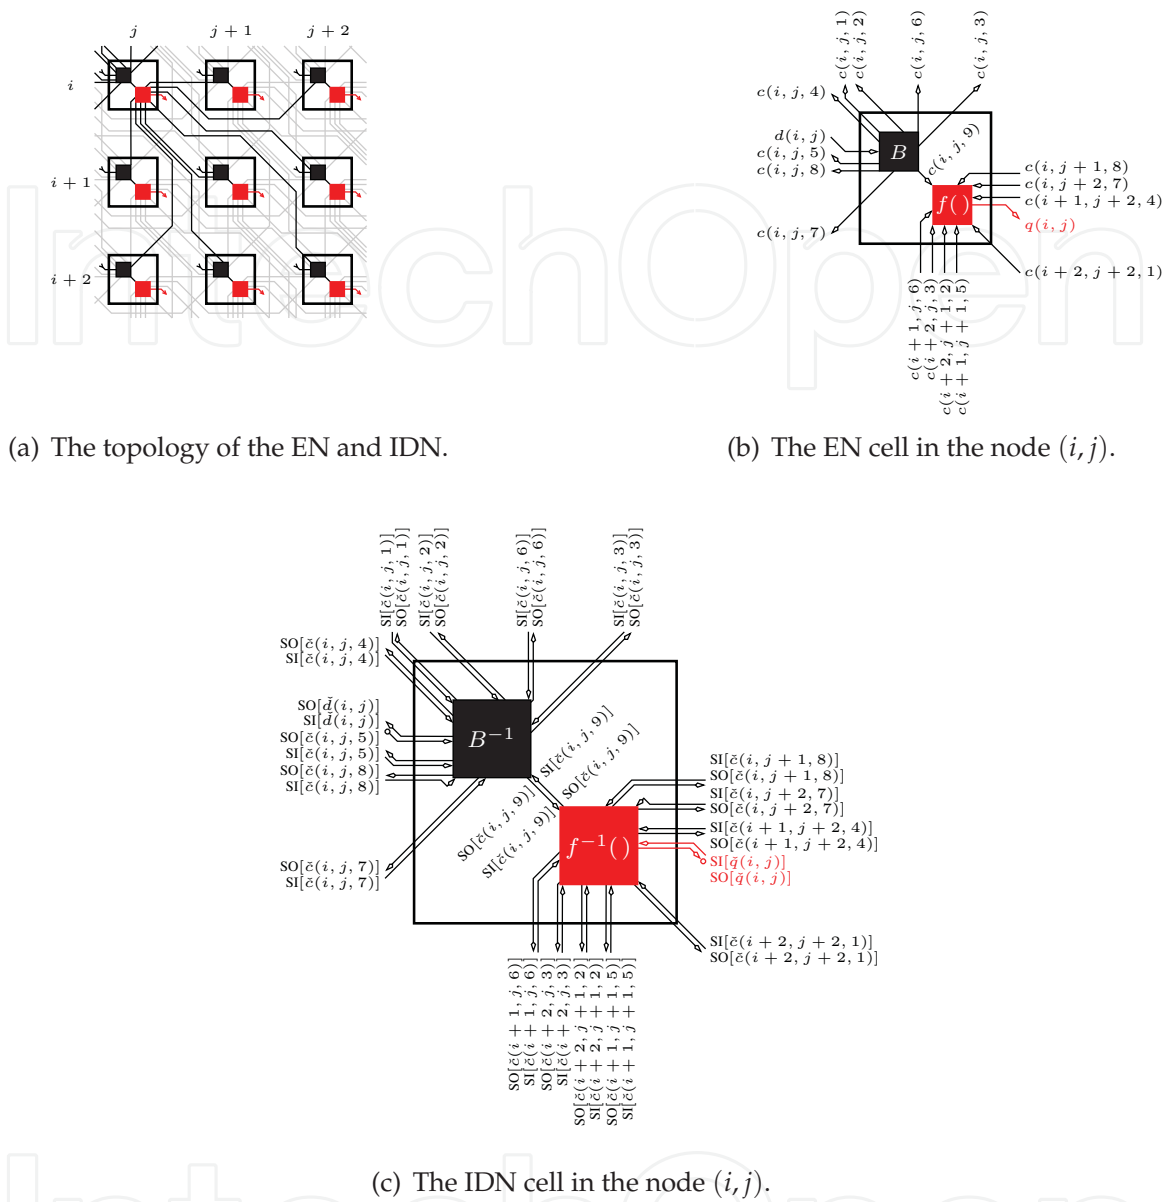 j
j + 1
j + 2
i
i + 1
i + 2
(a) The topology of the EN and IDN.
c(i, j, 1)
c(i, j, 2)
c(i, j, 6)
c(i, j, 3)
c(i, j, 4)
d(i, j)
c(i, j, 5)
c(i, j, 8)
c(i, j, 7)
B
c(i, j, 9)
f()
c(i, j + 1, 8)
c(i, j + 2, 7)
c(i + 1, j + 2, 4)
q(i, j)
c(i + 2, j + 2, 1)
c(i + 1, j, 6)
c(i + 2, j, 3)
c(i + 2, j + 1, 2)
c(i + 1, j + 1, 5)
(b) The EN cell in the node (i, j).
SI[č(i, j, 1)]
SO[č(i, j, 1)]
SI[č(i, j, 2)]
SO[č(i, j, 2)]
SI[č(i, j, 6)]
SO[č(i, j, 6)]
SI[č(i, j, 3)]
SO[č(i, j, 3)]
SO[č(i, j, 4)]
SI[č(i, j, 4)]
SO[ď(i, j)]
SI[ď(i, j)]
SO[č(i, j, 5)]
SI[č(i, j, 5)]
SO[č(i, j, 8)]
SI[č(i, j, 8)]
SO[č(i, j, 7)]
SI[č(i, j, 7)]
B⁻¹
SI[č(i, j, 9)]
SO[č(i, j, 9)]
SO[č(i, j, 9)]
SI[č(i, j, 9)]
f⁻¹()
SI[č(i, j + 1, 8)]
SO[č(i, j + 1, 8)]
SI[č(i, j + 2, 7)]
SO[č(i, j + 2, 7)]
SI[č(i + 1, j + 2, 4)]
SO[č(i + 1, j + 2, 4)]
SI[q̌(i, j)]
SO[q̌(i, j)]
SI[č(i + 2, j + 2, 1)]
SO[č(i + 2, j + 2, 1)]
SO[č(i + 1, j, 6)]
SI[č(i + 1, j, 6)]
SO[č(i + 2, j, 3)]
SI[č(i + 2, j, 3)]
SO[č(i + 2, j + 1, 2)]
SI[č(i + 2, j + 1, 2)]
SO[č(i + 1, j + 1, 5)]
SI[č(i + 1, j + 1, 5)]
(c) The IDN cell in the node (i, j).
IntechOpen
IntechOpen